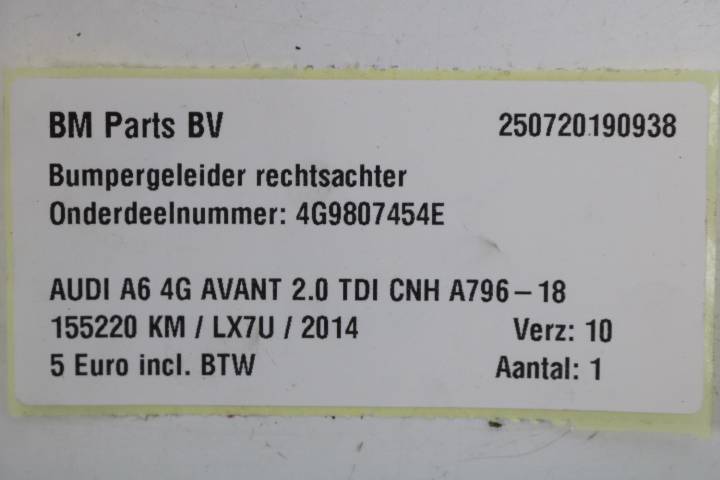 BM Parts BV 250720190938
Bumpergeleider rechtsachter
Onderdeelnummer: 4G9807454E
AUDI A6 4G AVANT 2.0 TDI CNH A796-18
155220 KM / LX7U / 2014 Verz: 10
5 Euro incl. BTW Aantal: 1